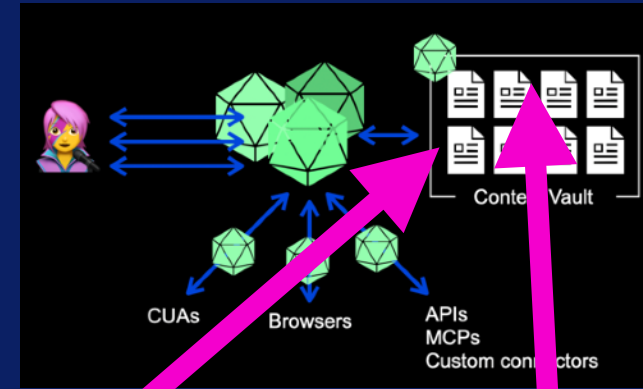 Vault
CUAs
Browsers
APIs
MCPs
Custom connectors